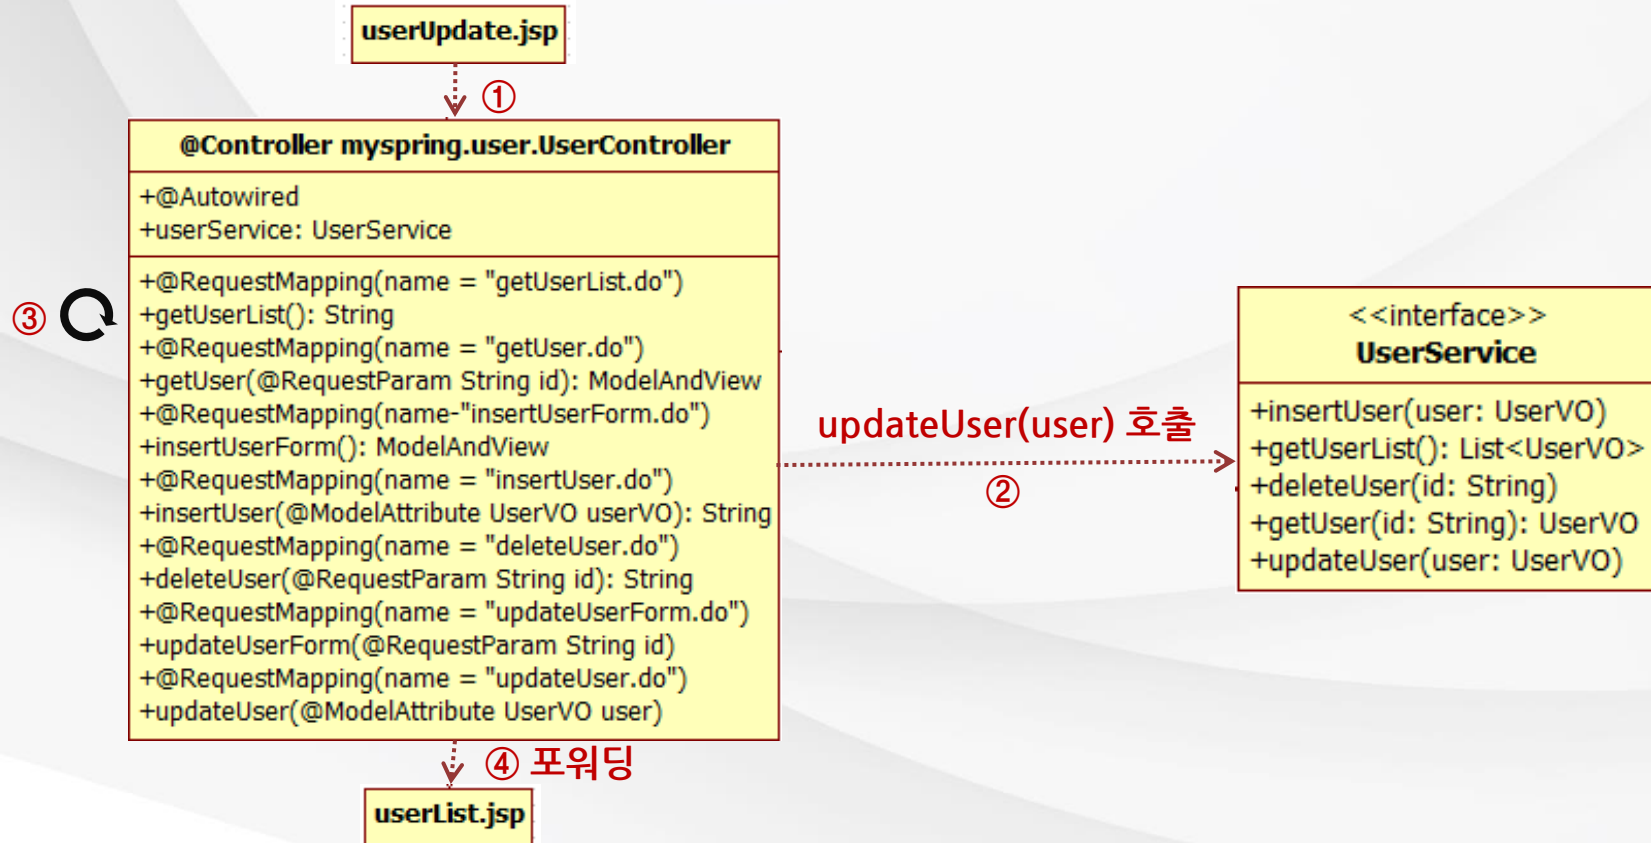 userUpdate.jsp
①
@Controller myspring.user.UserController
+@Autowired
+userService: UserService
+@RequestMapping(name = "getUserList.do")
+getUserList(): String
+@RequestMapping(name = "getUser.do")
+getUser(@RequestParam String id): ModelAndView
+@RequestMapping(name-"insertUserForm.do")
+insertUserForm(): ModelAndView
+@RequestMapping(name = "insertUser.do")
+insertUser(@ModelAttribute UserVO userVO): String
+@RequestMapping(name = "deleteUser.do")
+deleteUser(@RequestParam String id): String
+@RequestMapping(name = "updateUserForm.do")
+updateUserForm(@RequestParam String id)
+@RequestMapping(name = "updateUser.do")
+updateUser(@ModelAttribute UserVO user)
③
updateUser(user) 호출
②
<<interface>>
UserService
+insertUser(user: UserVO)
+getUserList(): List<UserVO>
+deleteUser(id: String)
+getUser(id: String): UserVO
+updateUser(user: UserVO)
④ 포워딩
userList.jsp